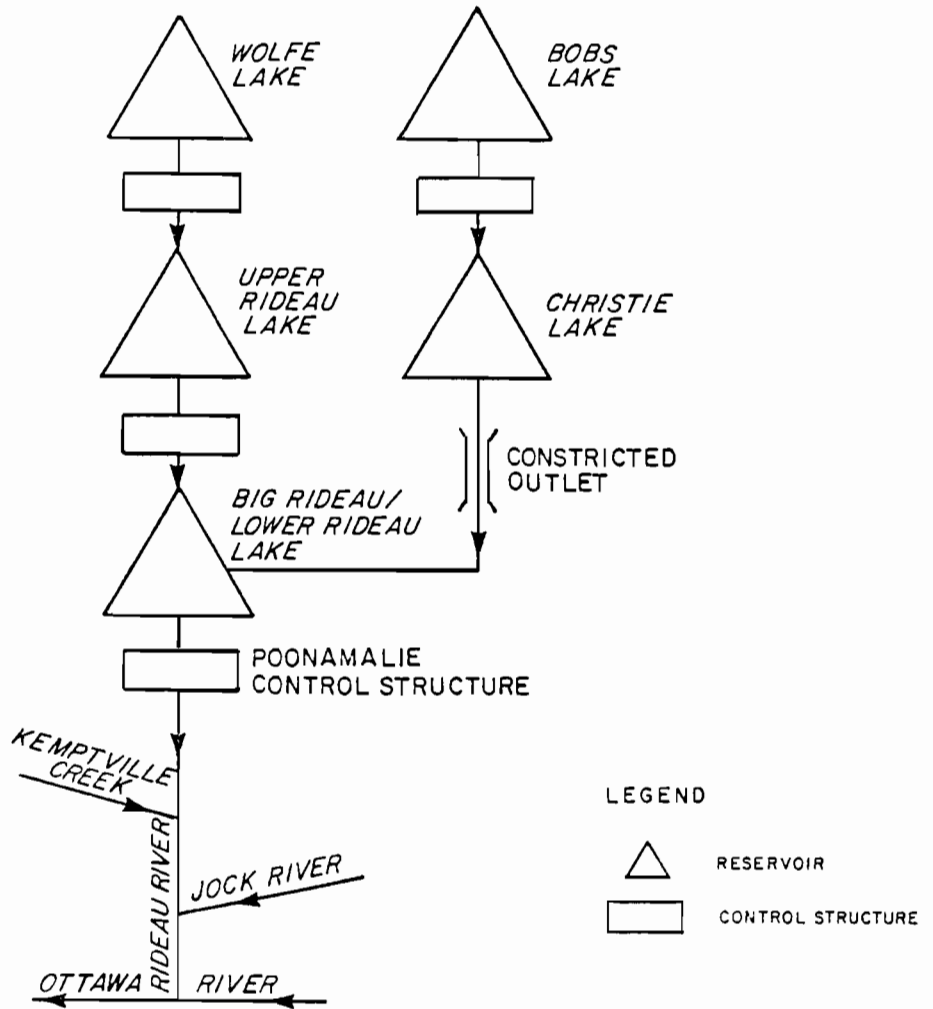 WOLFE
LAKE
BOBS
LAKE
UPPER
RIDEAU
LAKE
CHRISTIE
LAKE
CONSTRICTED
OUTLET
BIG RIDEAU/
LOWER RIDEAU
LAKE
POONAMALIE
CONTROL STRUCTURE
KEMPTVILLE
CREEK
RIDEAU RIVER
JOCK RIVER
OTTAWA RIVER
LEGEND
RESERVOIR
CONTROL STRUCTURE